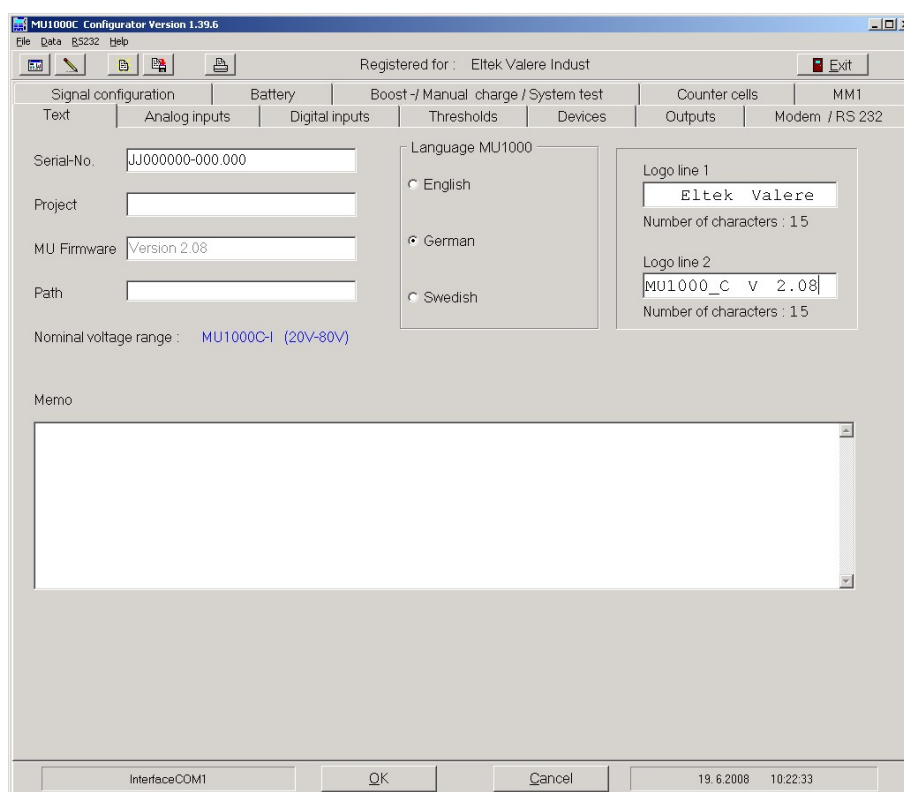 MU1000C Configurator Version 1.39.6
File Data RS232 Help
Registered for : Eltek Valere Indust Exit
Signal configuration Battery Boost -/ Manual charge / System test Counter cells MM1
Text Analog inputs Digital inputs Thresholds Devices Outputs Modem / RS 232
Serial-No. JJ000000-000.000
Project
MU Firmware Version 2.08
Path
Nominal voltage range : MU1000C-I (20V-80V)
Language MU1000
English
German
Swedish
Logo line 1
Eltek Valere
Number of characters : 15
Logo line 2
MU1000_C V 2.08
Number of characters : 15
Memo
InterfaceCOM1 OK Cancel 19. 6.2008 10:22:33